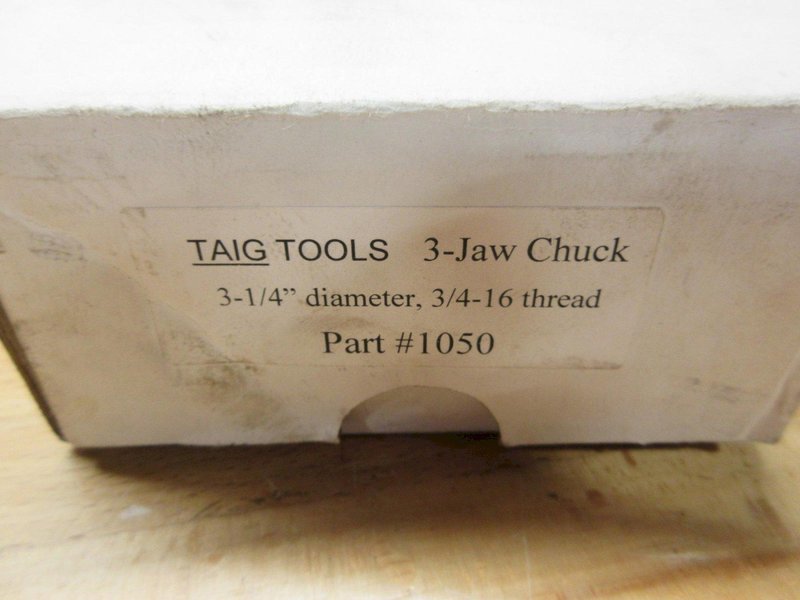 TAIG TOOLS 3-Jaw Chuck
3-1/4” diameter, 3/4-16 thread
Part #1050